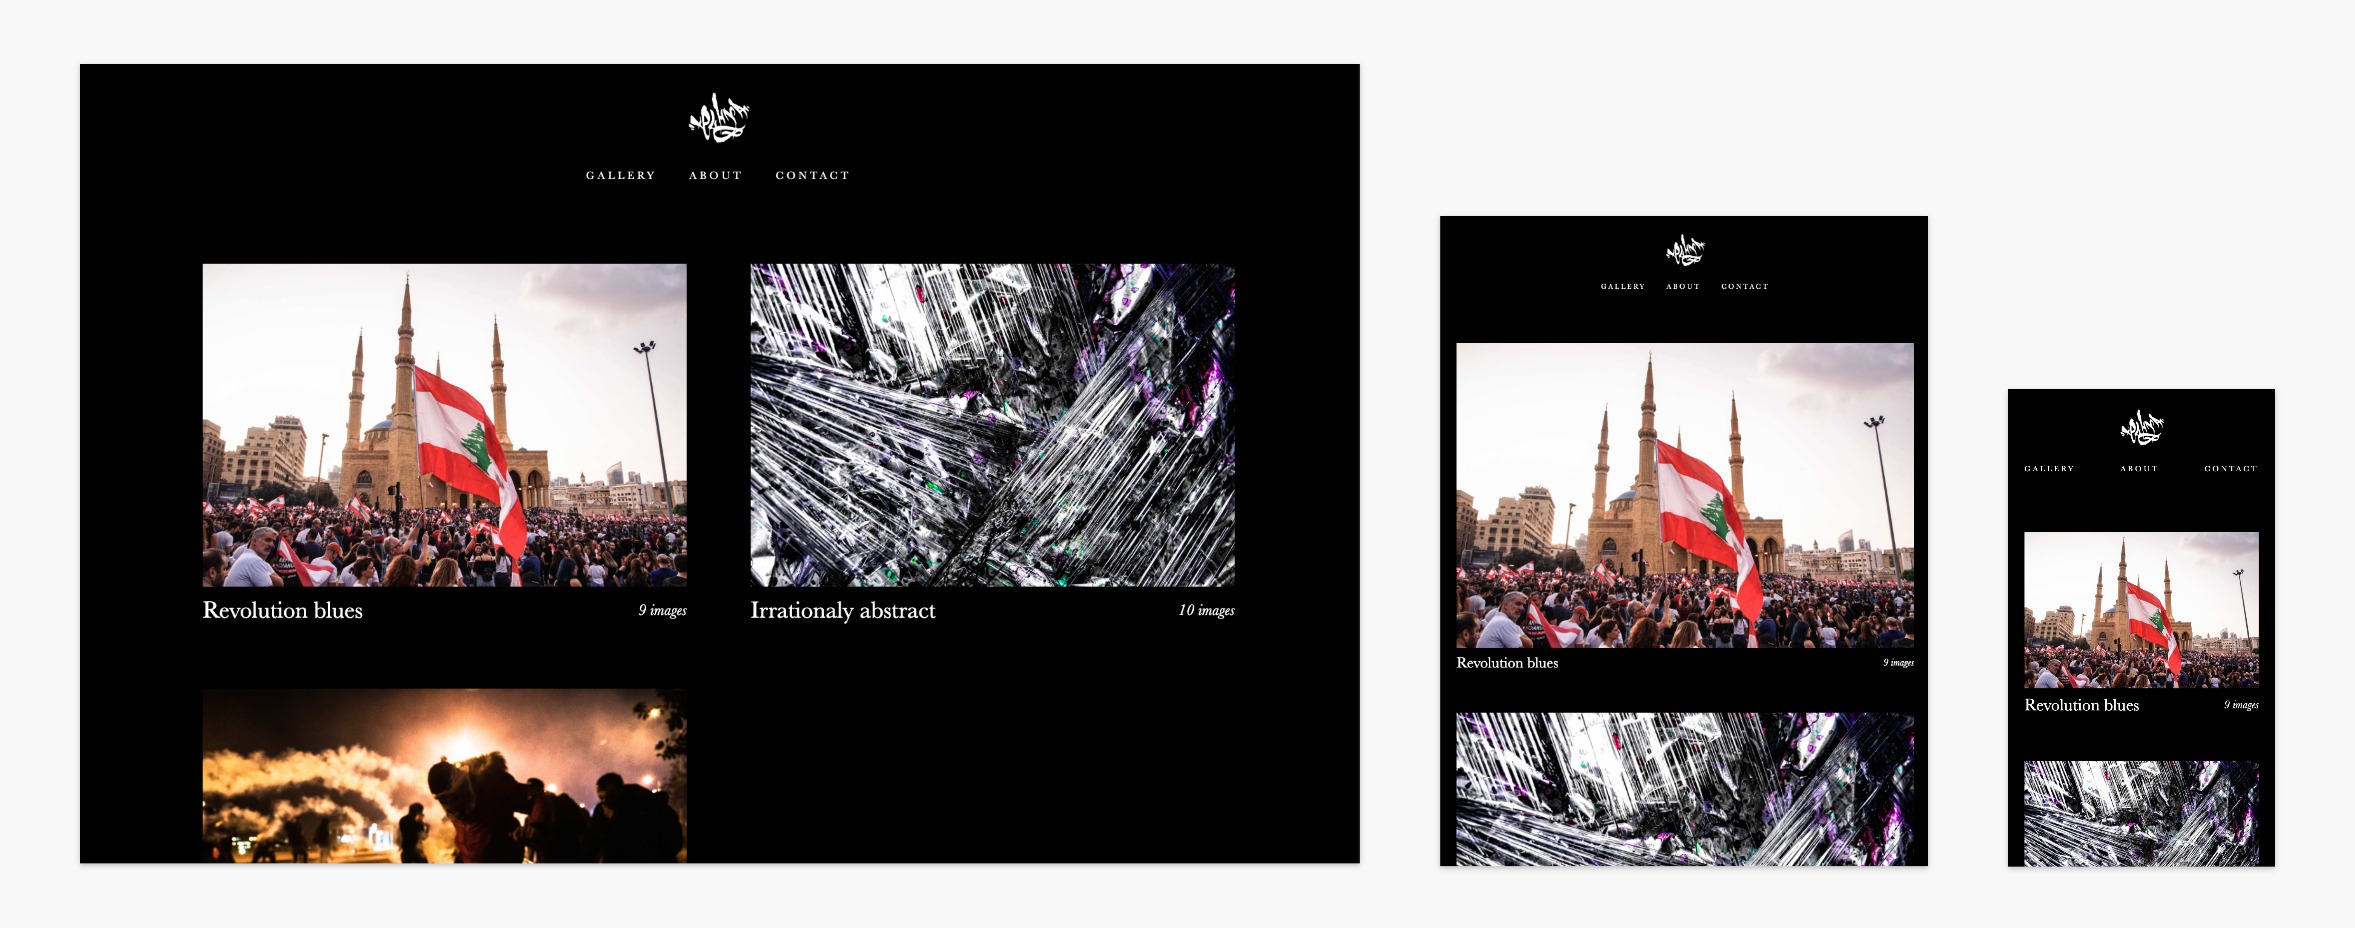 GALLERY ABOUT CONTACT
Revolution blues 9 images
Irrationaly abstract 10 images
GALLERY ABOUT CONTACT
Revolution blues 9 images
GALLERY ABOUT CONTACT
Revolution blues 9 images